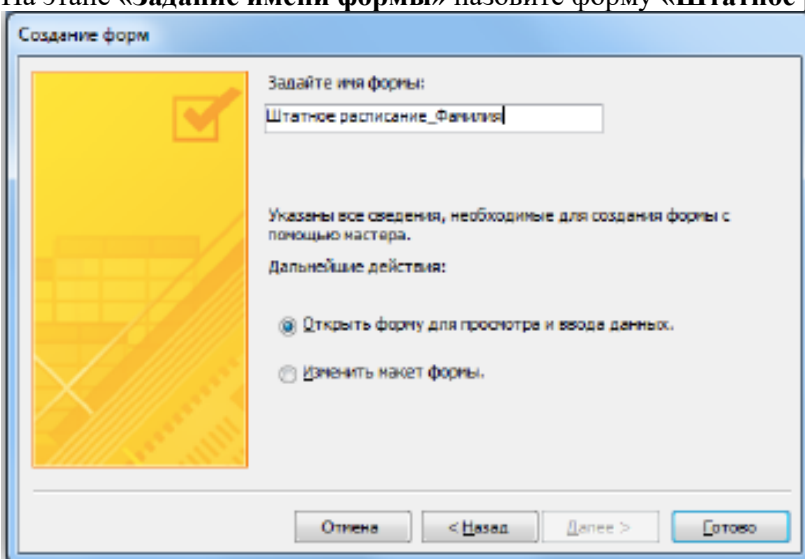 На этапе «Задание имени формы» назовите форму «Штатное
Создание форм
Задайте имя формы:
Штатное расписание_Фамилия
Указаны все сведения, необходимые для создания формы с
помощью мастера.
Дальнейшие действия:
Открыть форму для просмотра и ввода данных.
Изменить макет формы.
Отмена < Назад Далее > Готово